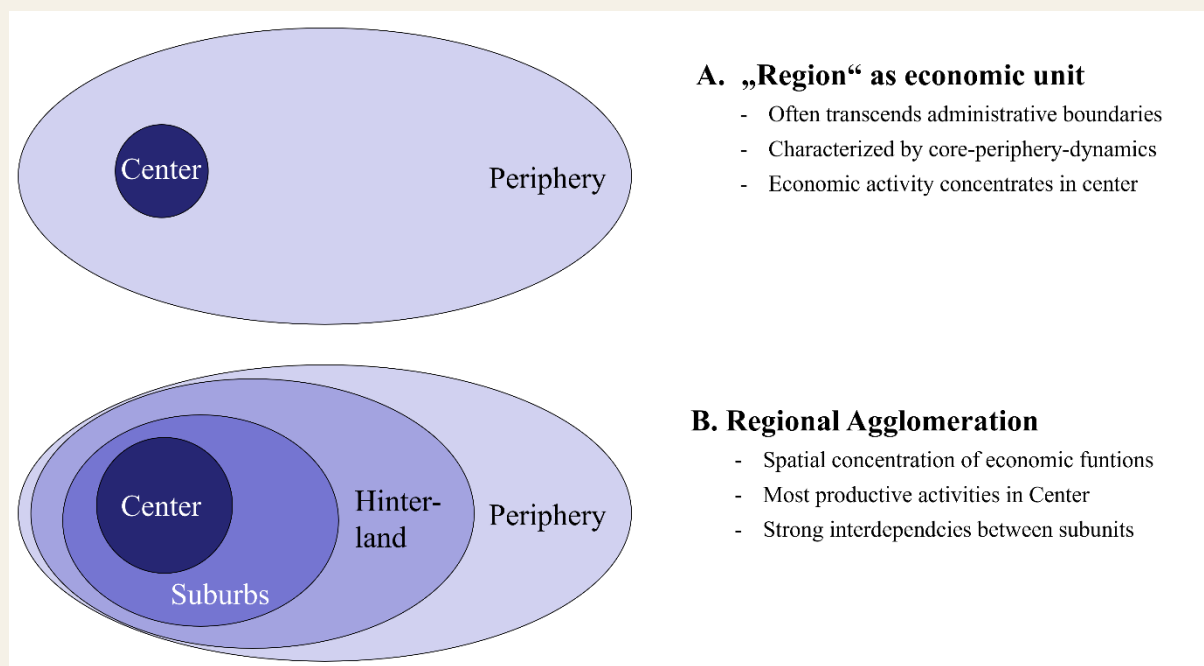 Center
Periphery
A. „Region“ as economic unit
- Often transcends administrative boundaries
- Characterized by core-periphery-dynamics
- Economic activity concentrates in center
Center
Suburbs
Hinter-
land
Periphery
B. Regional Agglomeration
- Spatial concentration of economic funtions
- Most productive activities in Center
- Strong interdependcies between subunits